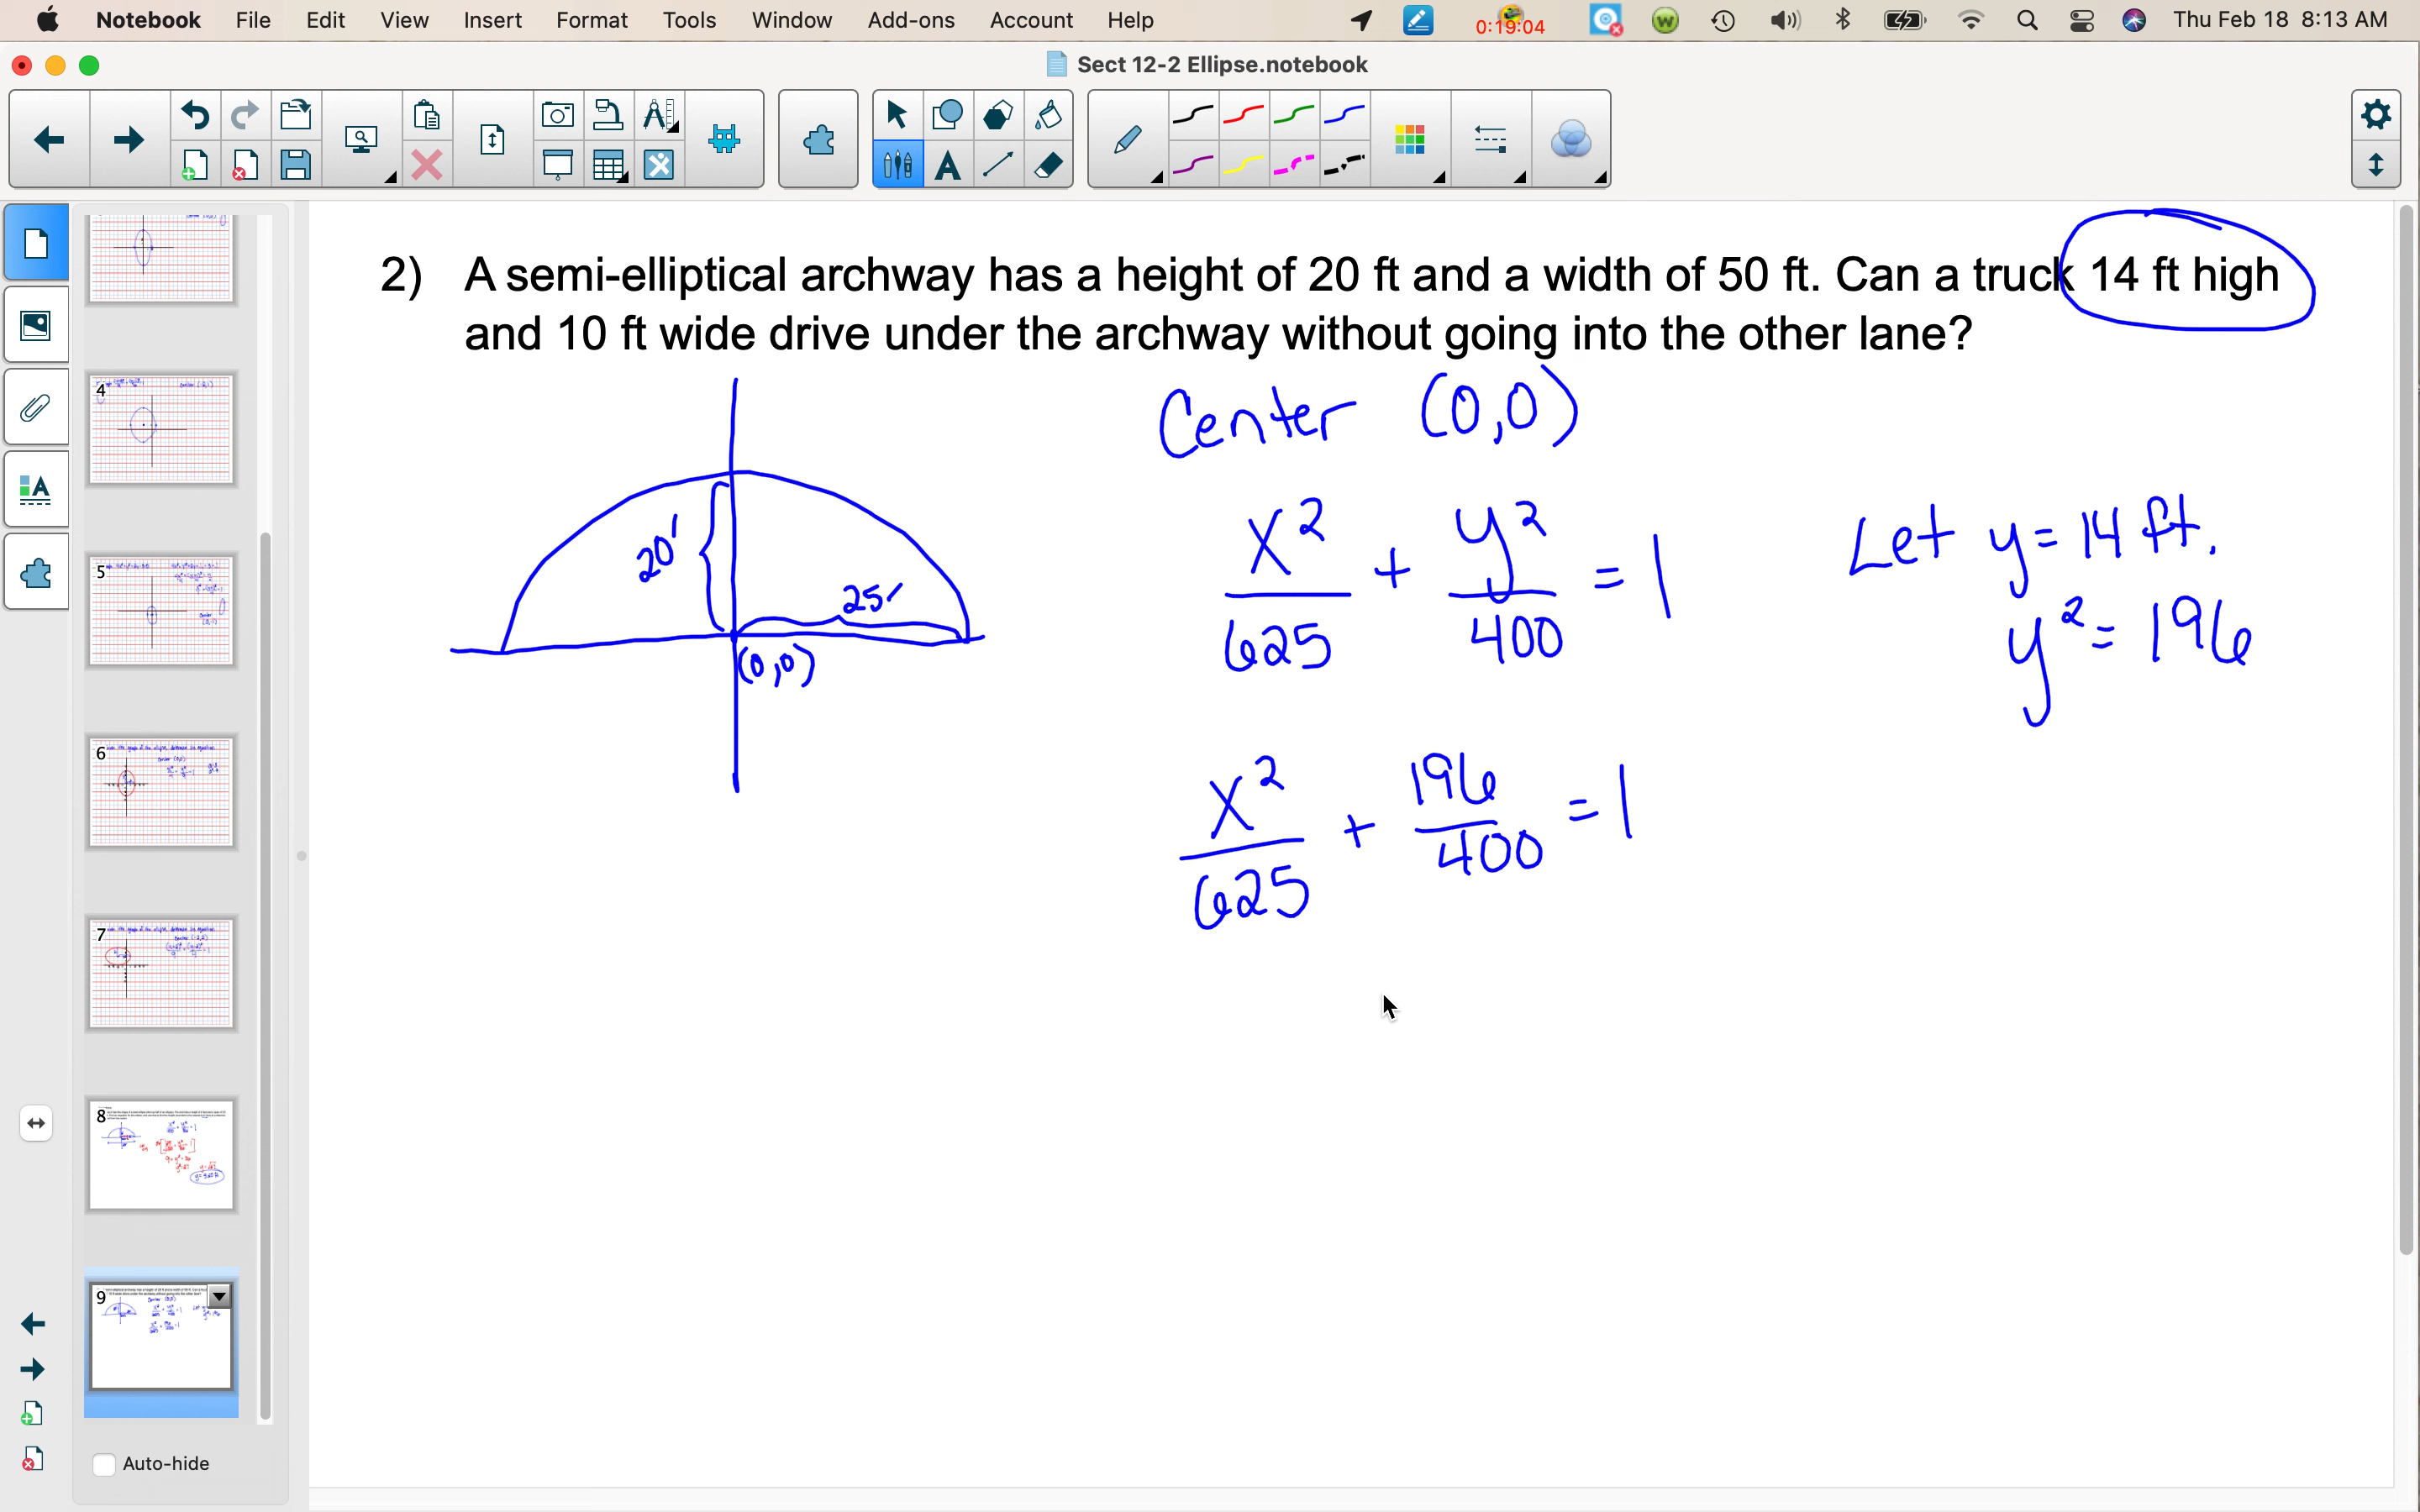 Notebook File Edit View Insert Format Tools Window Add-ons Account Help 0:19:04 Thu Feb 18 8:13 AM
Sect 12-2 Ellipse.notebook
2) A semi-elliptical archway has a height of 20 ft and a width of 50 ft. Can a truck 14 ft high
and 10 ft wide drive under the archway without going into the other lane?
Center (0,0)
20'
25'
(0,0)
x²/625 + y²/400 = 1
Let y = 14 ft.
y² = 196
x²/625 + 196/400 = 1
4
5
6
7
8
9
Auto-hide